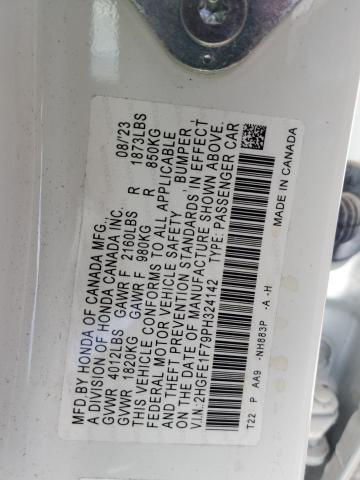 MFD.BY HONDA OF CANADA MFG.,
A DIVISION OF HONDA CANADA INC. 08/'23
GVWR 4012LBS GAWR F 2160LBS R 1873LBS
GVWR 1820KG GAWR F 980KG R 850KG
THIS VEHICLE CONFORMS TO ALL APPLICABLE
FEDERAL MOTOR VEHICLE SAFETY, BUMPER,
AND THEFT PREVENTION STANDARDS IN EFFECT
ON THE DATE OF MANUFACTURE SHOWN ABOVE.
V.I.N.:2HGFE1F79PH324142 TYPE: PASSENGER CAR
T22 P AA9 -NH883P -A -H MADE IN CANADA